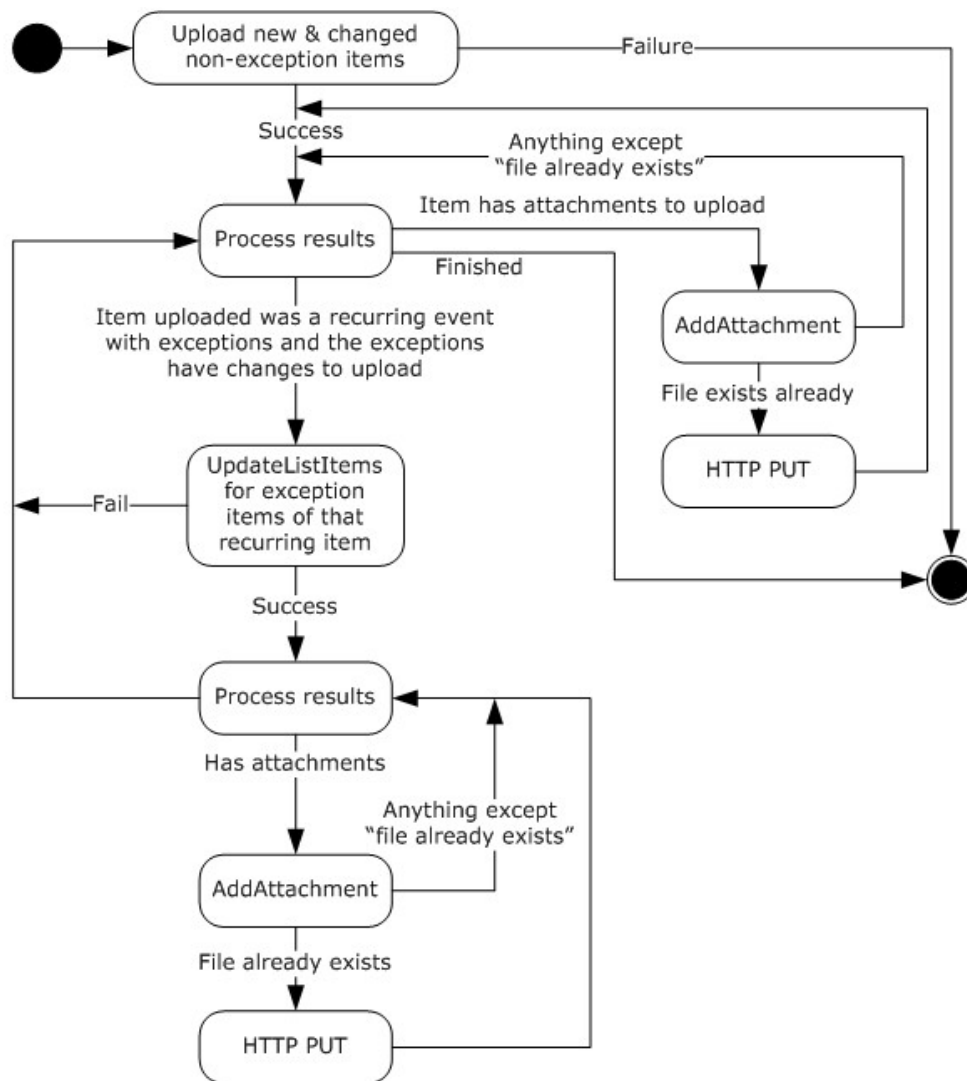 Upload new & changed
non-exception items
Failure
Success
Anything except
“file already exists”
Item has attachments to upload
Process results
Finished
Item uploaded was a recurring event
with exceptions and the exceptions
have changes to upload
AddAttachment
File exists already
HTTP PUT
UpdateListItems
for exception
items of that
recurring item
Fail
Success
Process results
Has attachments
Anything except
“file already exists”
AddAttachment
File already exists
HTTP PUT